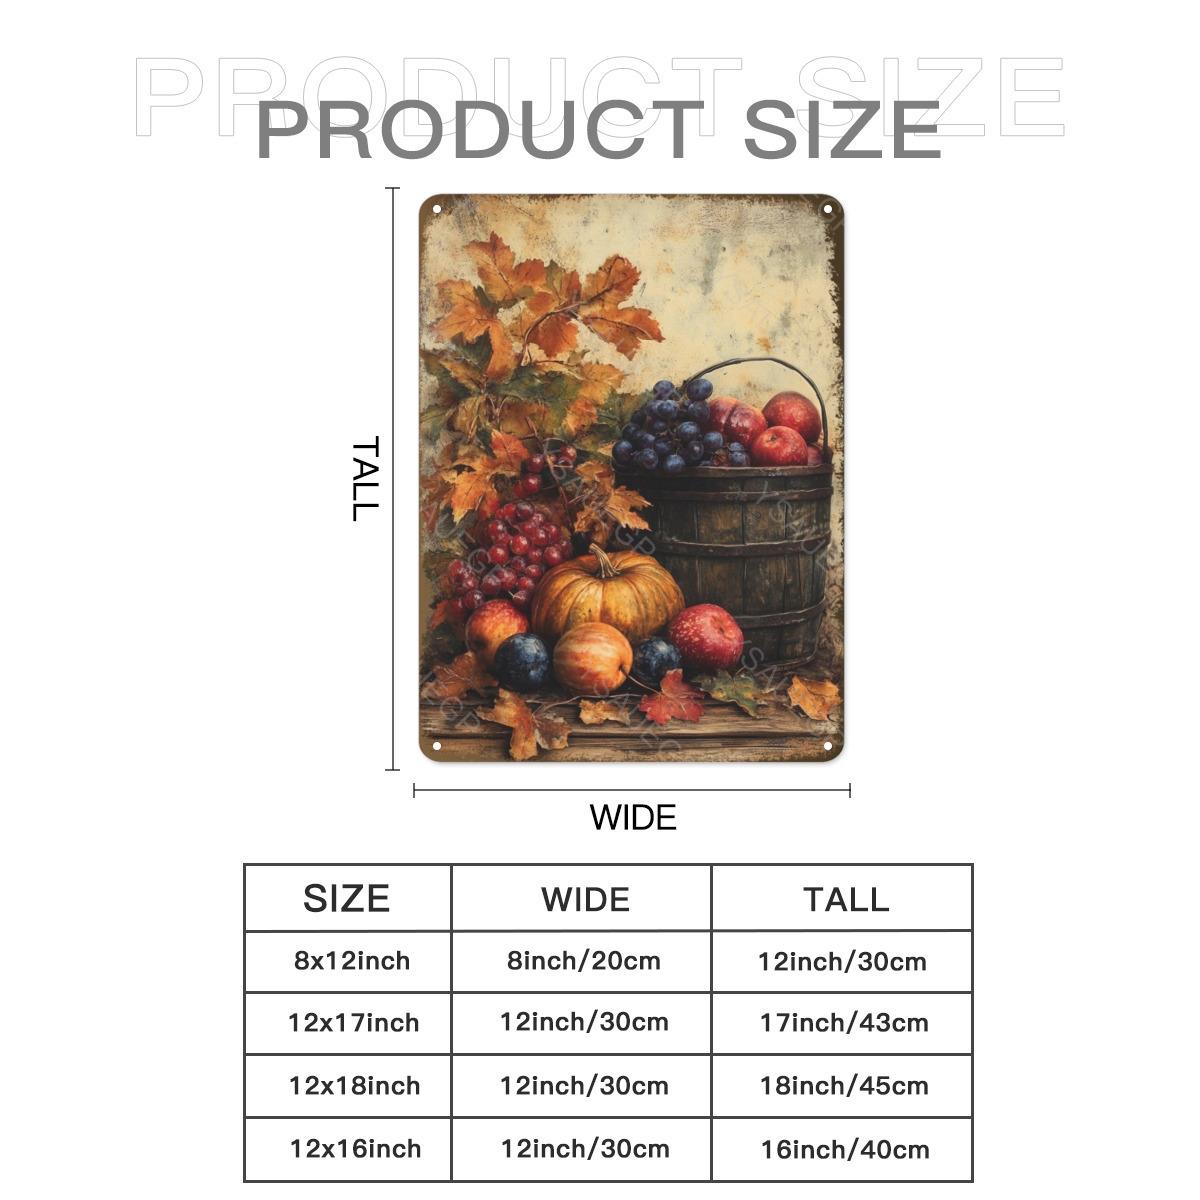 PRODUCT SIZE
PRODUCT SIZE
TALL
WIDE
SIZE WIDE TALL
8x12inch 8inch/20cm 12inch/30cm
12x17inch 12inch/30cm 17inch/43cm
12x18inch 12inch/30cm 18inch/45cm
12x16inch 12inch/30cm 16inch/40cm